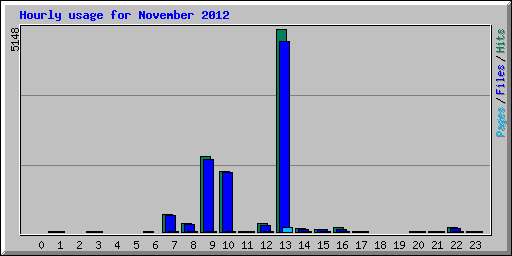 Hourly usage for November 2012
5148
Pages/Files/Hits
0 1 2 3 4 5 6 7 8 9 10 11 12 13 14 15 16 17 18 19 20 21 22 23